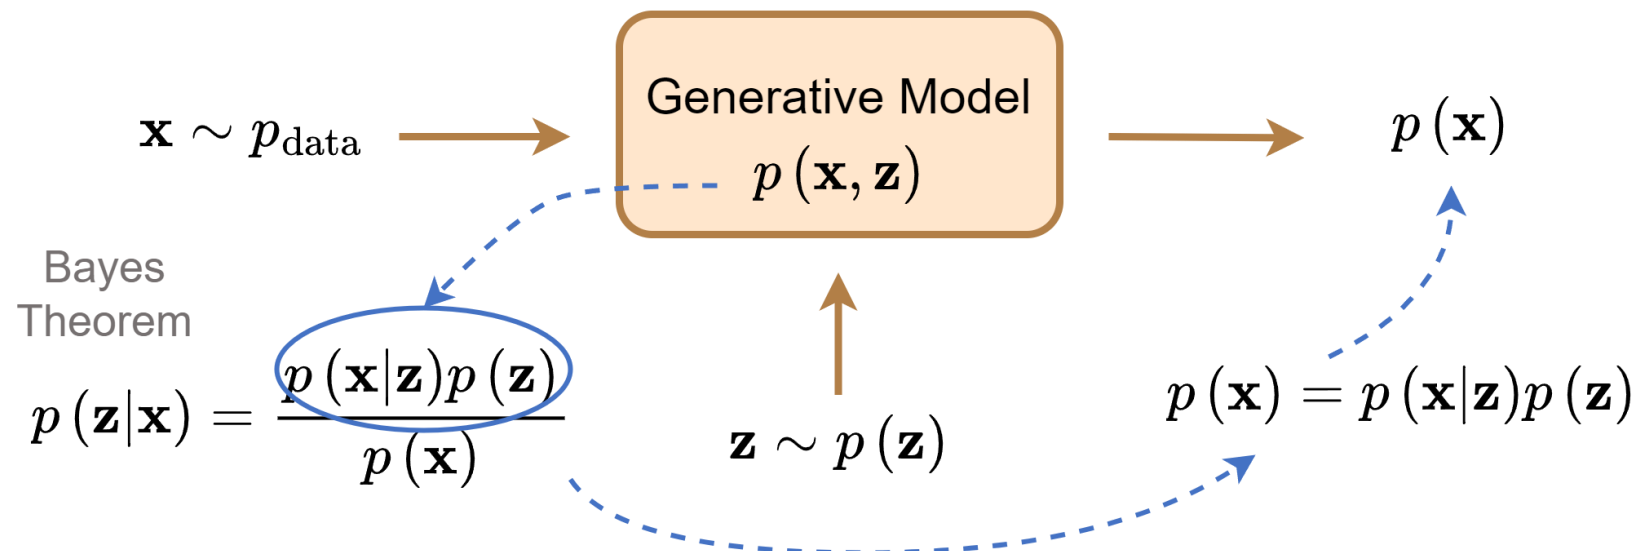 Generative Model
x ∼ p_data
p(x, z)
p(x)
Bayes
Theorem
p(z|x) = p(x|z)p(z) / p(x)
z ∼ p(z)
p(x) = p(x|z)p(z)